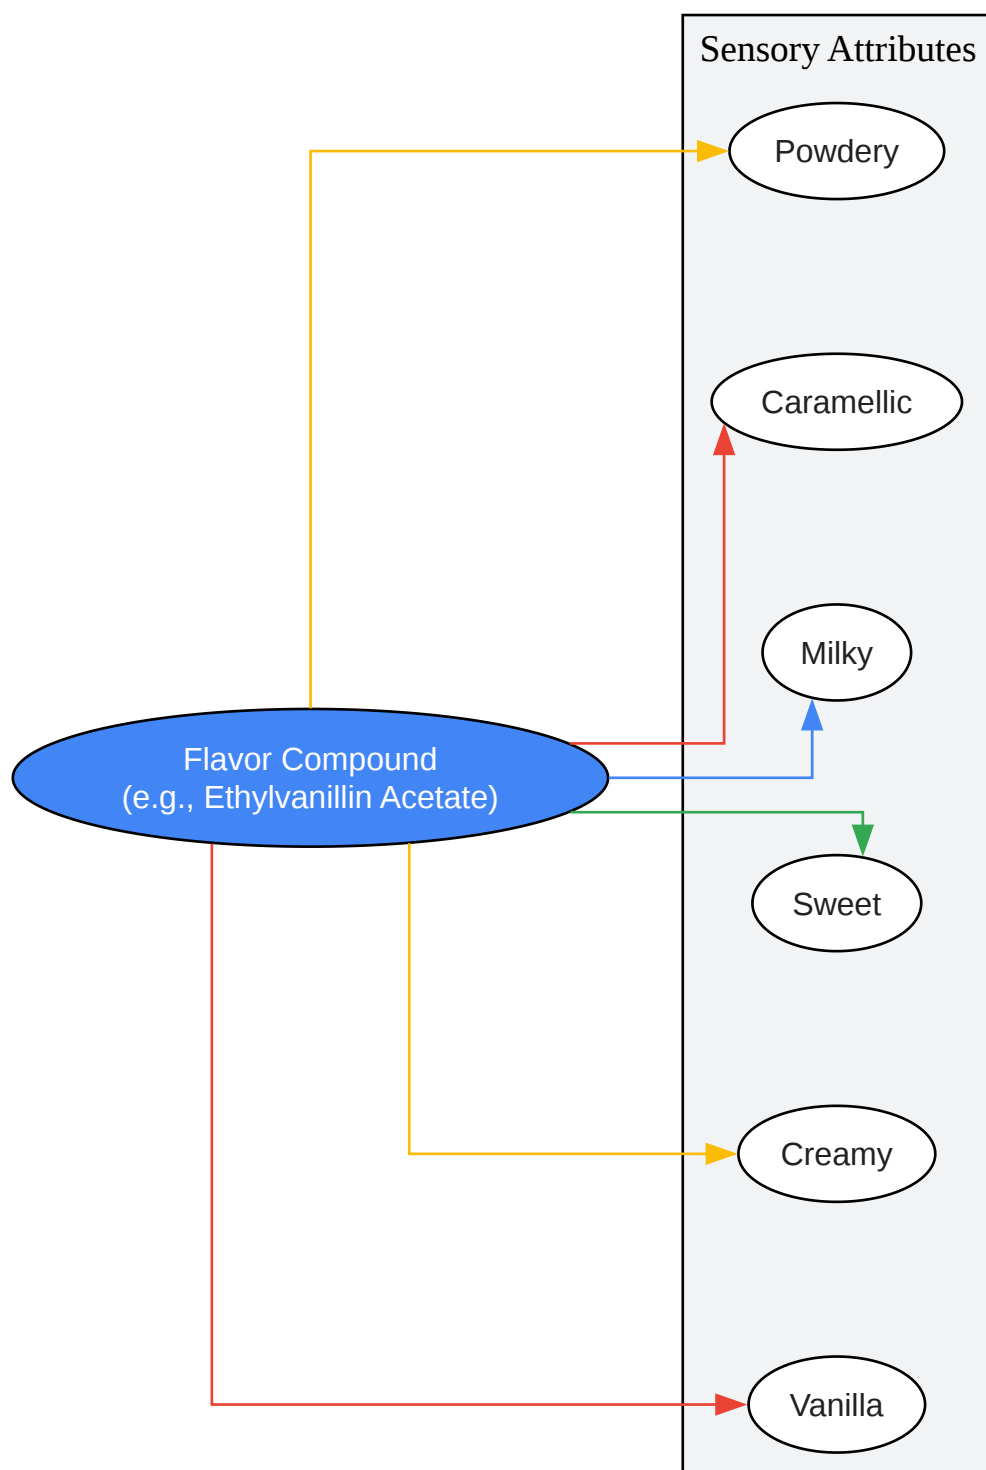 Sensory Attributes
Powdery
Caramellic
Milky
Flavor Compound
(e.g., Ethylvanillin Acetate)
Sweet
Creamy
Vanilla